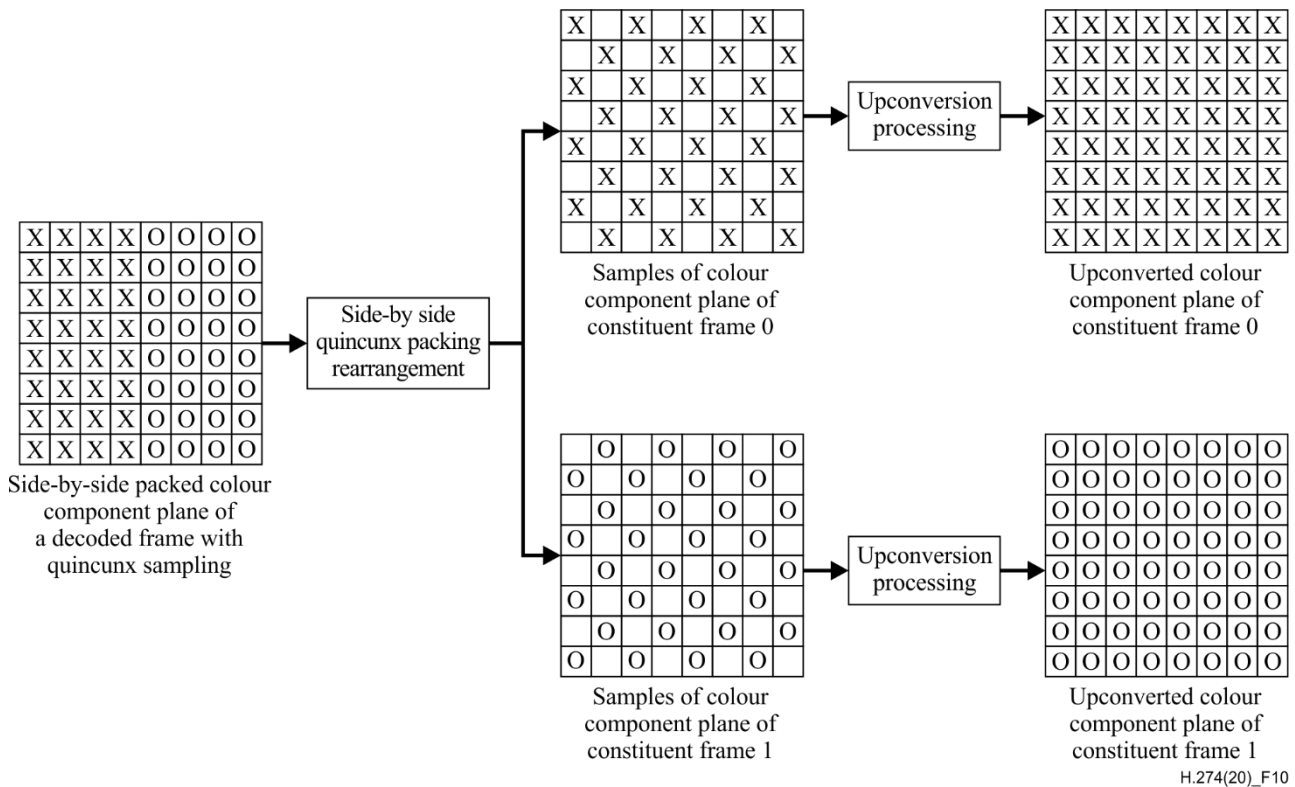 X X X X
X X X X
X X X X
X X X X
X X X X
X X X X
X X X X
X X X X
Samples of colour
component plane of
constituent frame 0
Upconversion
processing
X X X X X X X X
X X X X X X X X
X X X X X X X X
X X X X X X X X
X X X X X X X X
X X X X X X X X
X X X X X X X X
X X X X X X X X
Upconverted colour
component plane of
constituent frame 0
X X X X O O O O
X X X X O O O O
X X X X O O O O
X X X X O O O O
X X X X O O O O
X X X X O O O O
X X X X O O O O
X X X X O O O O
Side-by-side packed colour
component plane of
a decoded frame with
quincunx sampling
Side-by side
quincunx packing
rearrangement
O O O O
O O O O
O O O O
O O O O
O O O O
O O O O
O O O O
O O O O
Samples of colour
component plane of
constituent frame 1
Upconversion
processing
O O O O O O O O
O O O O O O O O
O O O O O O O O
O O O O O O O O
O O O O O O O O
O O O O O O O O
O O O O O O O O
O O O O O O O O
Upconverted colour
component plane of
constituent frame 1
H.274(20)_F10